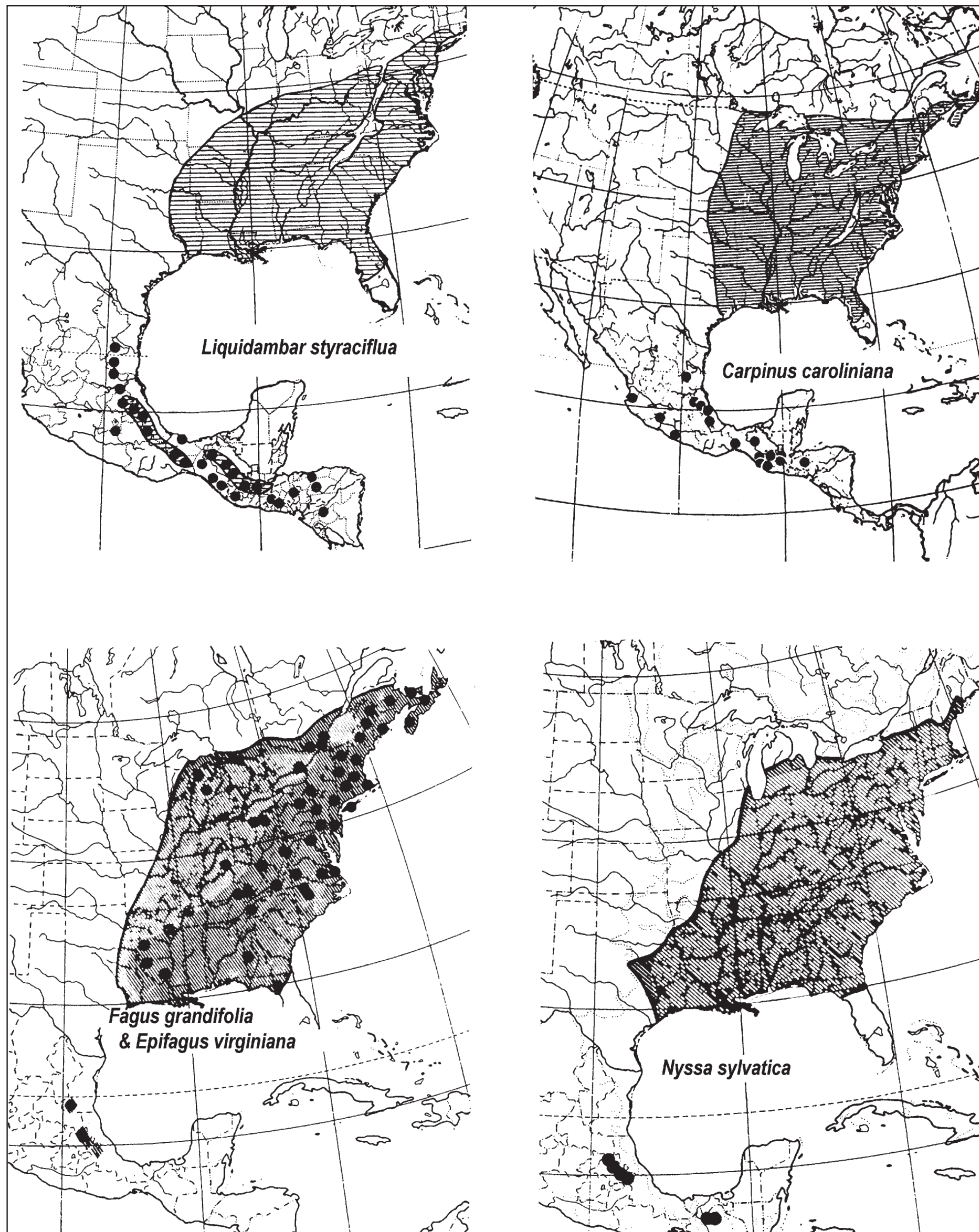 Liquidambar styraciflua
Carpinus caroliniana
Fagus grandifolia
& Epifagus virginiana
Nyssa sylvatica